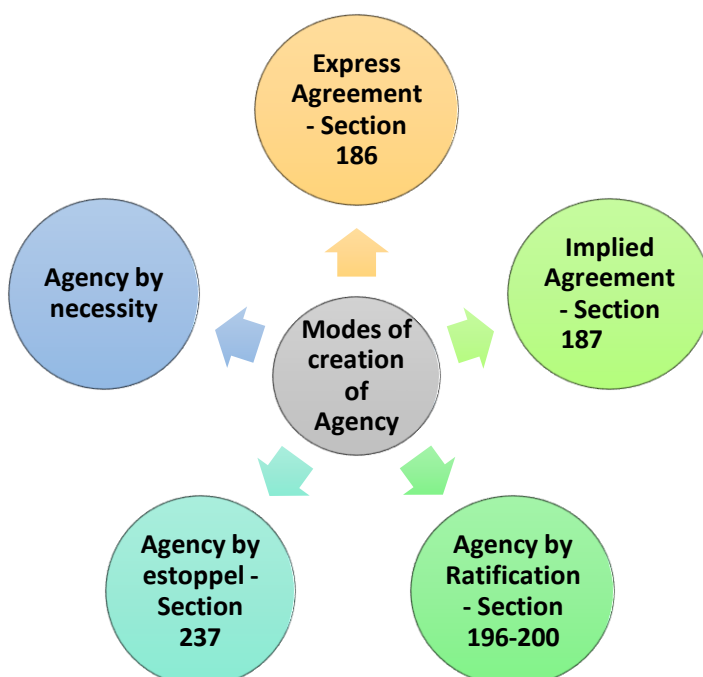 Express
Agreement
- Section
186
Agency by
necessity
Implied
Agreement
- Section
187
Modes of
creation
of
Agency
Agency by
estoppel -
Section
237
Agency by
Ratification
- Section
196-200